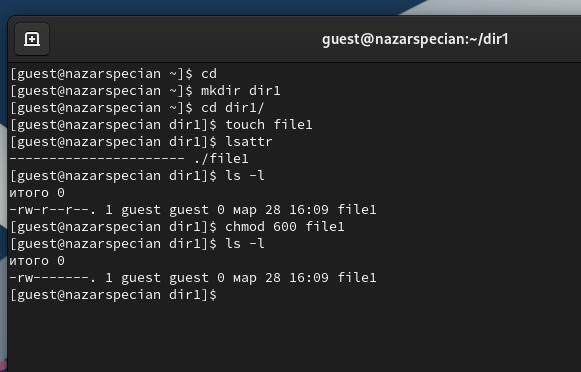 guest@nazarspecian:~/dir1
[guest@nazarspecian ~]$ cd
[guest@nazarspecian ~]$ mkdir dir1
[guest@nazarspecian ~]$ cd dir1/
[guest@nazarspecian dir1]$ touch file1
[guest@nazarspecian dir1]$ lsattr
---------------------- ./file1
[guest@nazarspecian dir1]$ ls -l
итого 0
-rw-r--r--. 1 guest guest 0 мар 28 16:09 file1
[guest@nazarspecian dir1]$ chmod 600 file1
[guest@nazarspecian dir1]$ ls -l
итого 0
-rw-------. 1 guest guest 0 мар 28 16:09 file1
[guest@nazarspecian dir1]$